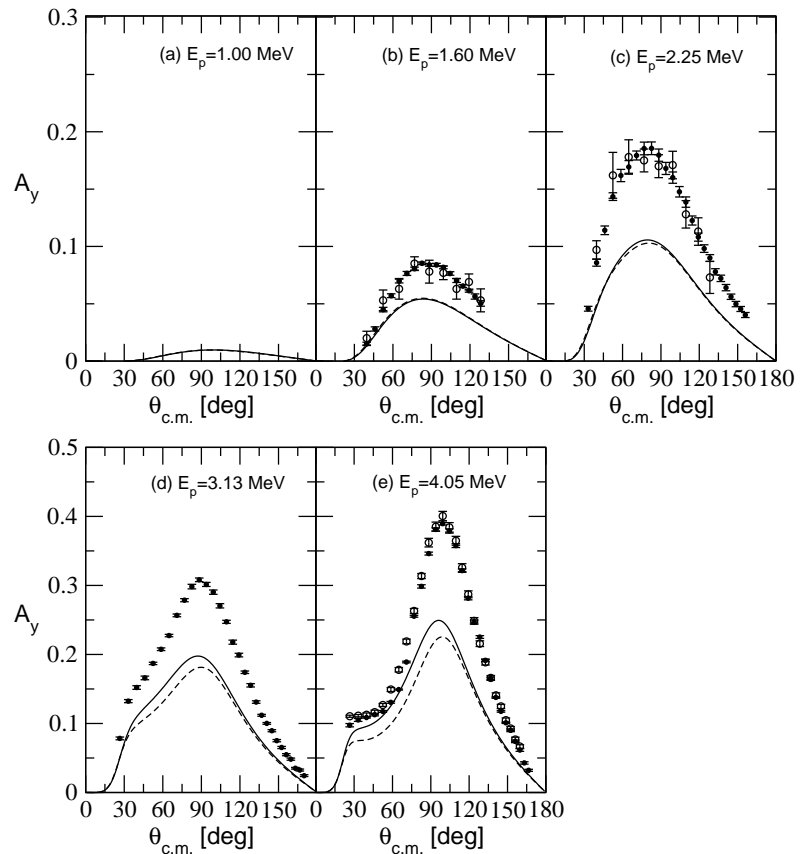 0.3
(a) E_p=1.00 MeV
(b) E_p=1.60 MeV
(c) E_p=2.25 MeV
0.2
A_y
0.1
0
0 30 60 90 120 150 0 30 60 90 120 150 0 30 60 90 120 150 180
θ_c.m. [deg] θ_c.m. [deg] θ_c.m. [deg]
0.5
(d) E_p=3.13 MeV
(e) E_p=4.05 MeV
0.4
0.3
A_y
0.2
0.1
0
0 30 60 90 120 150 0 30 60 90 120 150 180
θ_c.m. [deg] θ_c.m. [deg]